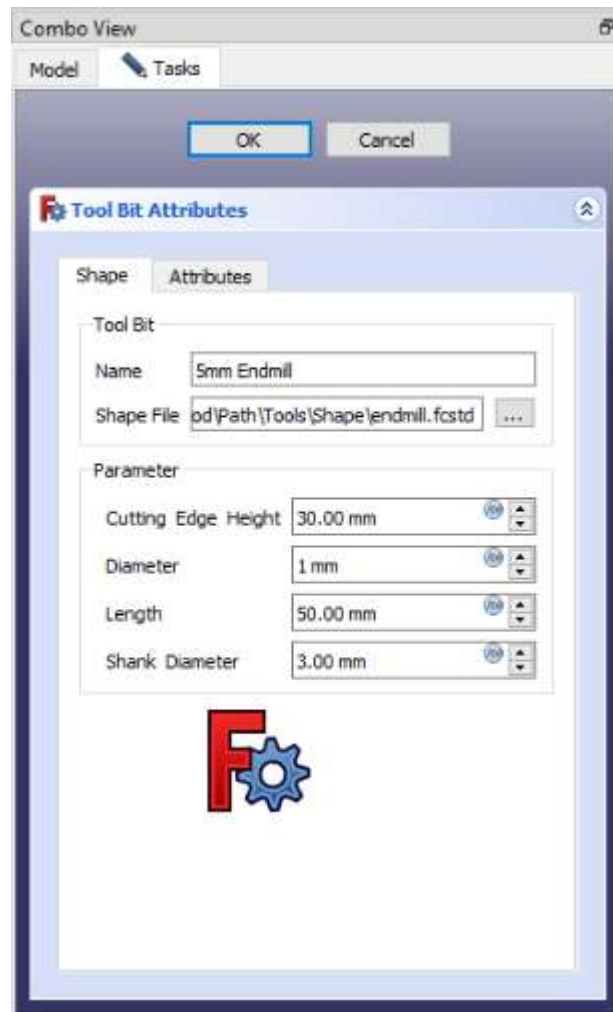 Combo View
Model Tasks
OK Cancel
Tool Bit Attributes
Shape Attributes
Tool Bit
Name 5mm Endmill
Shape File od\Path\Tools\Shape\endmill.fcstd ...
Parameter
Cutting Edge Height 30.00 mm
Diameter 1 mm
Length 50.00 mm
Shank Diameter 3.00 mm